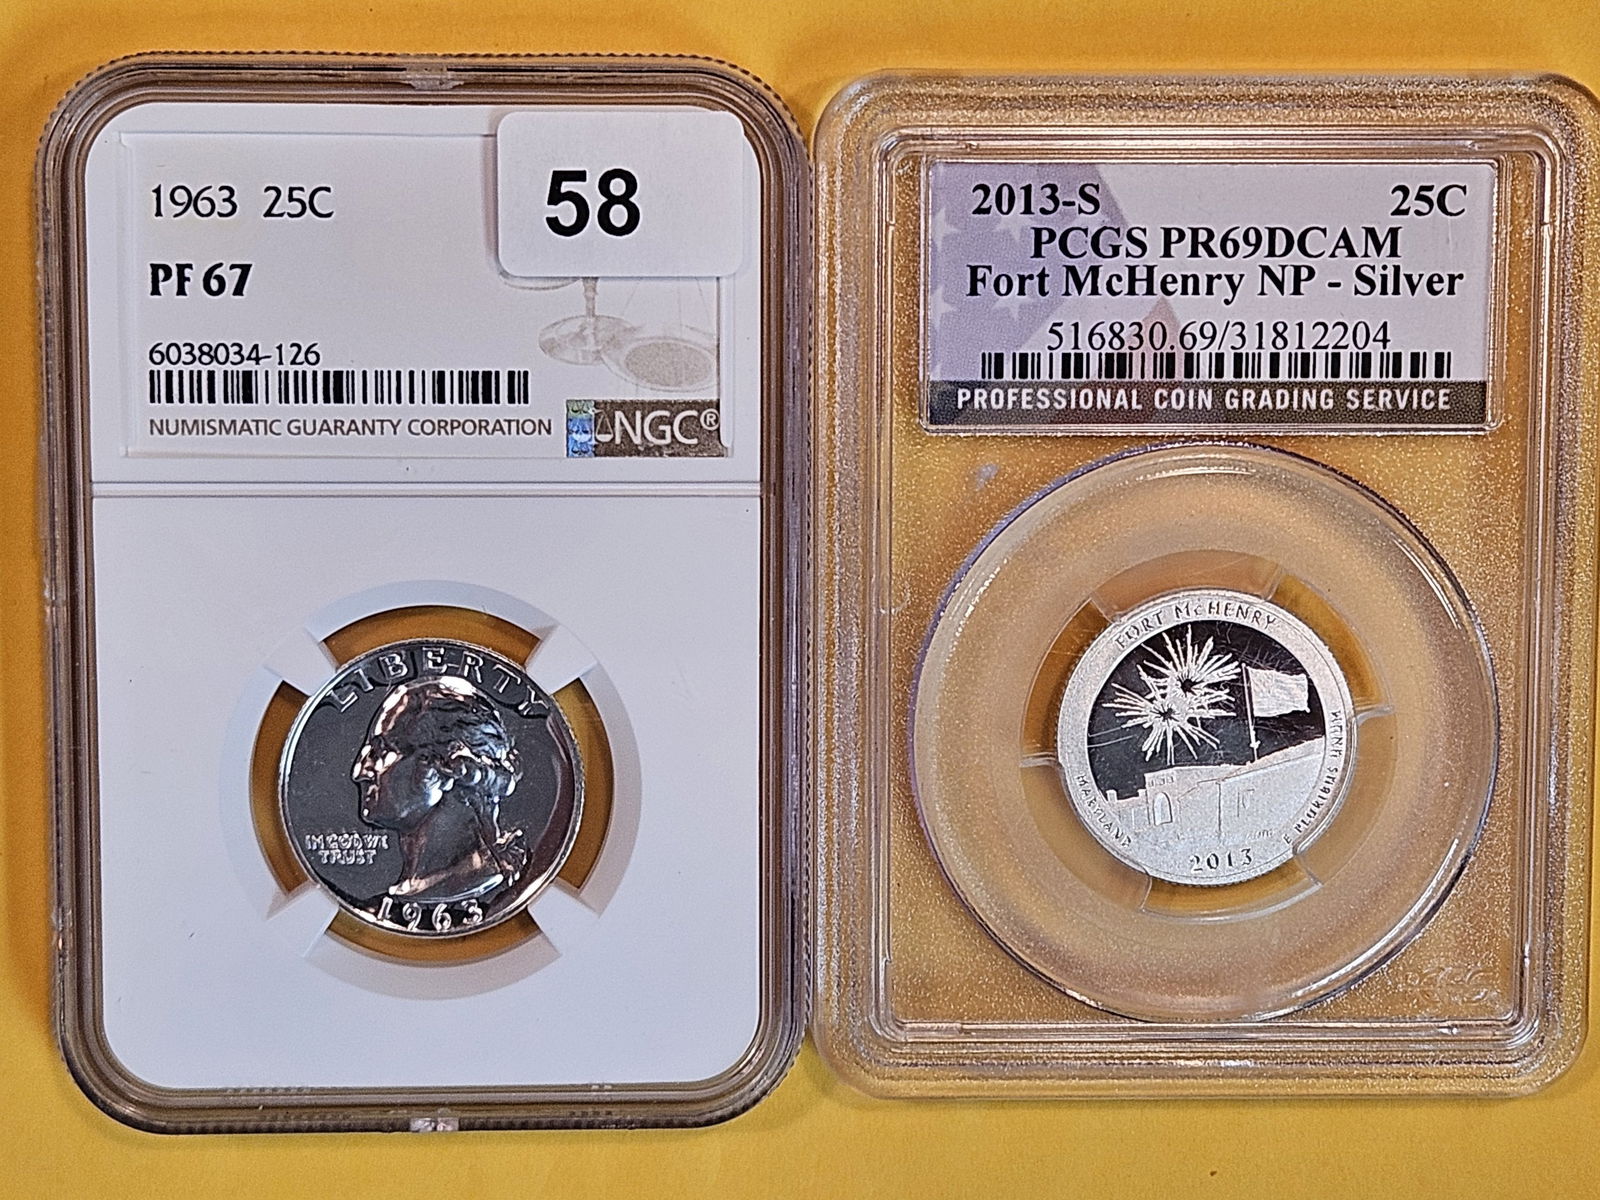 1963 25C
58
PF 67
6038034-126
NUMISMATIC GUARANTY CORPORATION
NGC®
LIBERTY
IN GOD WE
TRUST
1963
2013-S 25C
PCGS PR69DCAM
Fort McHenry NP - Silver
516830.69/31812204
PROFESSIONAL COIN GRADING SERVICE
FORT McHENRY
MARYLAND
2013
E PLURIBUS UNUM